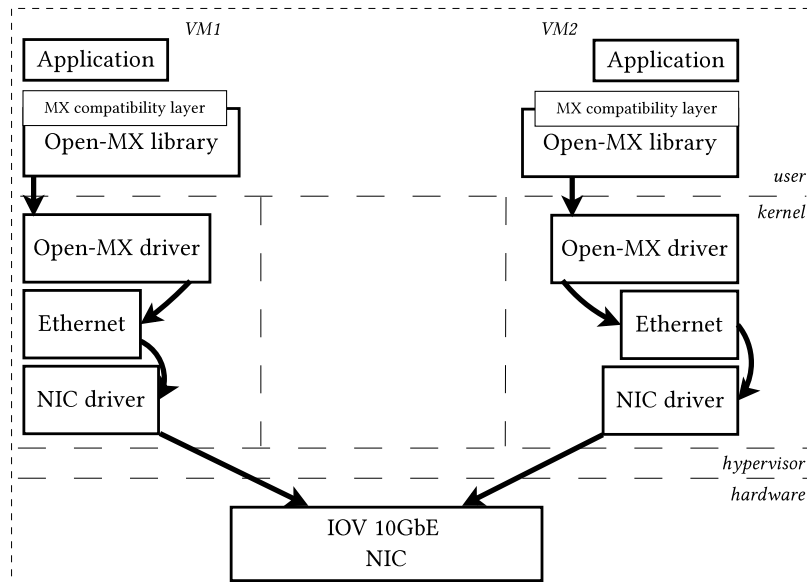 VM1
VM2
Application
Application
MX compatibility layer
MX compatibility layer
Open-MX library
Open-MX library
user
kernel
Open-MX driver
Open-MX driver
Ethernet
Ethernet
NIC driver
NIC driver
hypervisor
hardware
IOV 10GbE
NIC